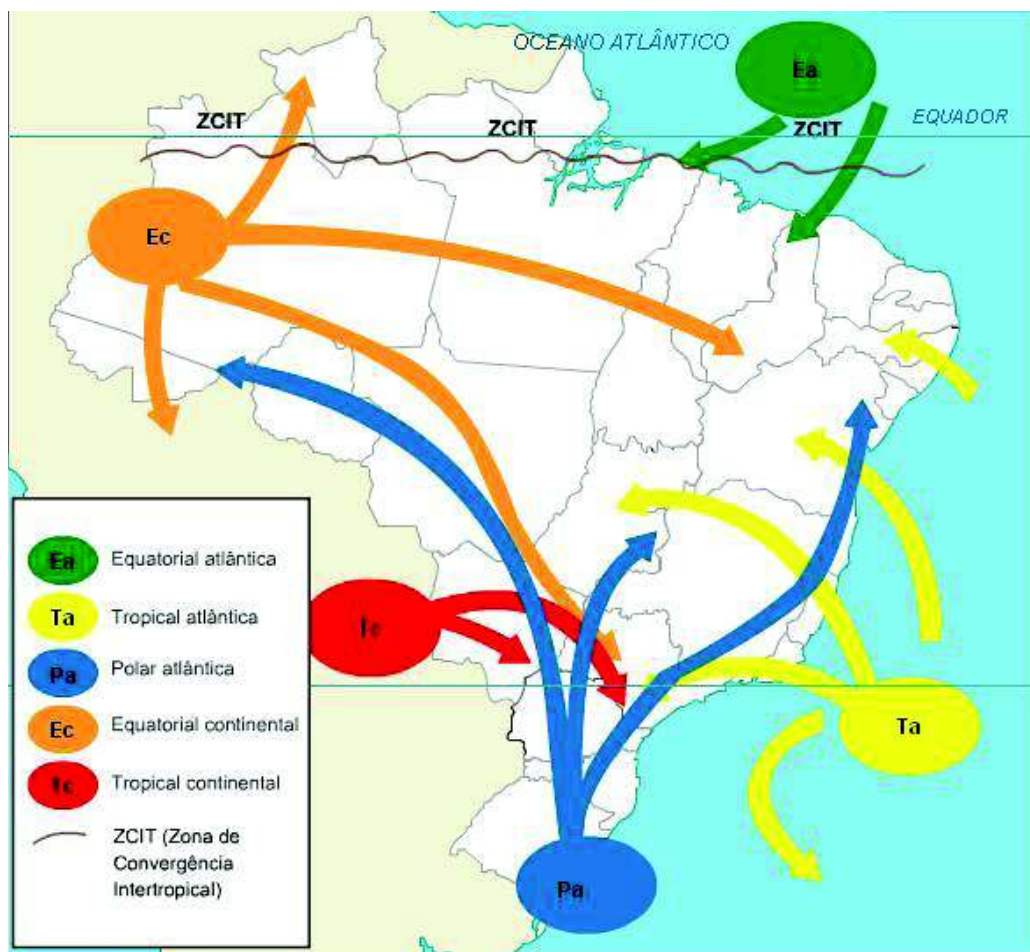 OCEANO ATLÂNTICO
Ea
ZCIT
ZCIT
ZCIT
EQUADOR
Ec
Ea
Equatorial atlântica
Ta
Tropical atlântica
Pa
Polar atlântica
Ec
Equatorial continental
Tc
Tropical continental
ZCIT (Zona de
Convergência
Intertropical)
Tc
Ta
Pa